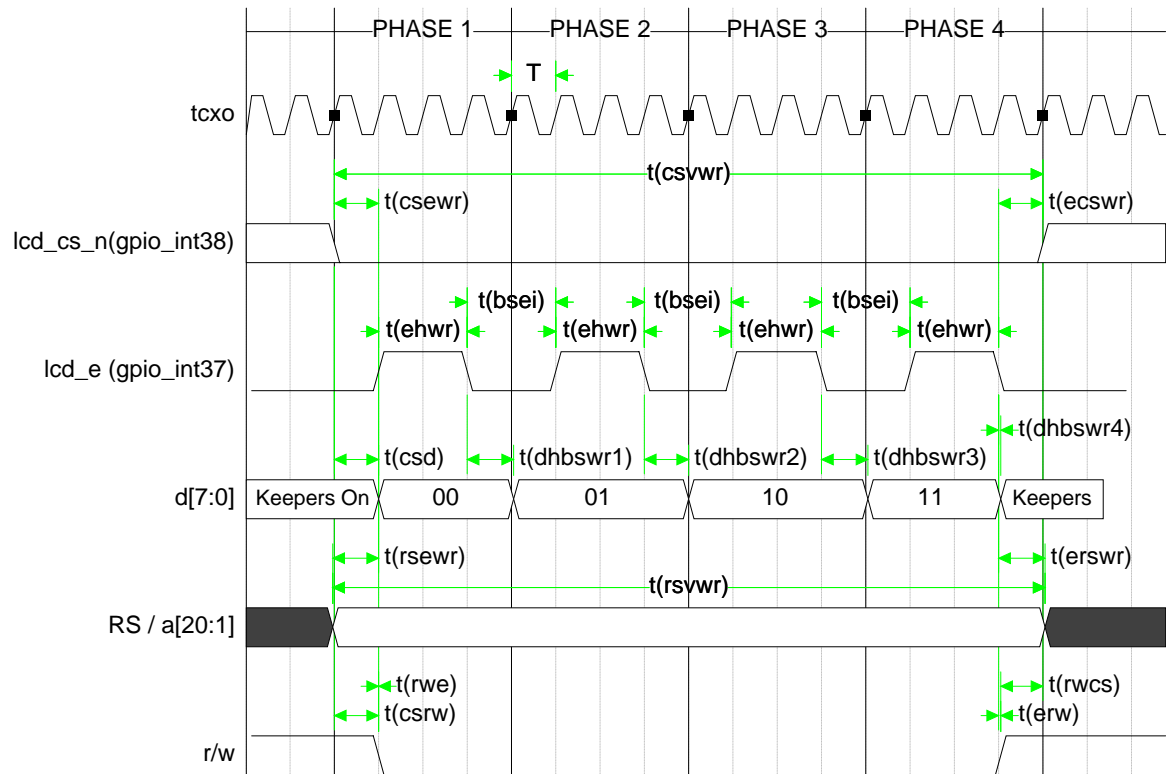 PHASE 1 PHASE 2 PHASE 3 PHASE 4
T
tcxo
t(csvwr)
t(csewr) t(ecswr)
lcd_cs_n(gpio_int38)
t(bsei) t(bsei) t(bsei)
t(ehwr) t(ehwr) t(ehwr) t(ehwr)
lcd_e (gpio_int37)
t(dhbswr4)
t(csd) t(dhbswr1) t(dhbswr2) t(dhbswr3)
d[7:0] Keepers On 00 01 10 11 Keepers
t(rsewr) t(erswr)
t(rsvwr)
RS / a[20:1]
t(rwe) t(rwcs)
t(csrw) t(erw)
r/w